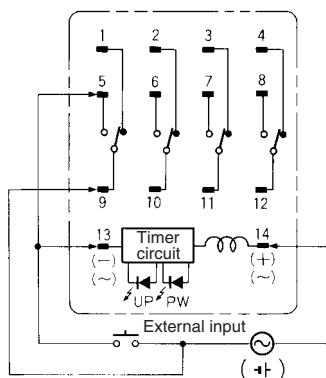 1 2 3 4
5 6 7 8
9 10 11 12
13 Timer circuit 14
(−) (+)
(~) (~)
UP PW
External input